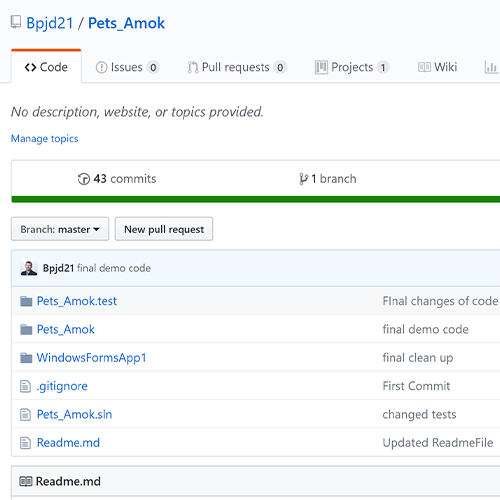 Bpjd21 / Pets_Amok
Code Issues 0 Pull requests 0 Projects 1 Wiki
No description, website, or topics provided.
Manage topics
43 commits 1 branch
Branch: master New pull request
Bpjd21 final demo code
Pets_Amok.test FInal changes of code
Pets_Amok final demo code
WindowsFormsApp1 final clean up
.gitignore First Commit
Pets_Amok.sln changed tests
Readme.md Updated ReadmeFile
Readme.md